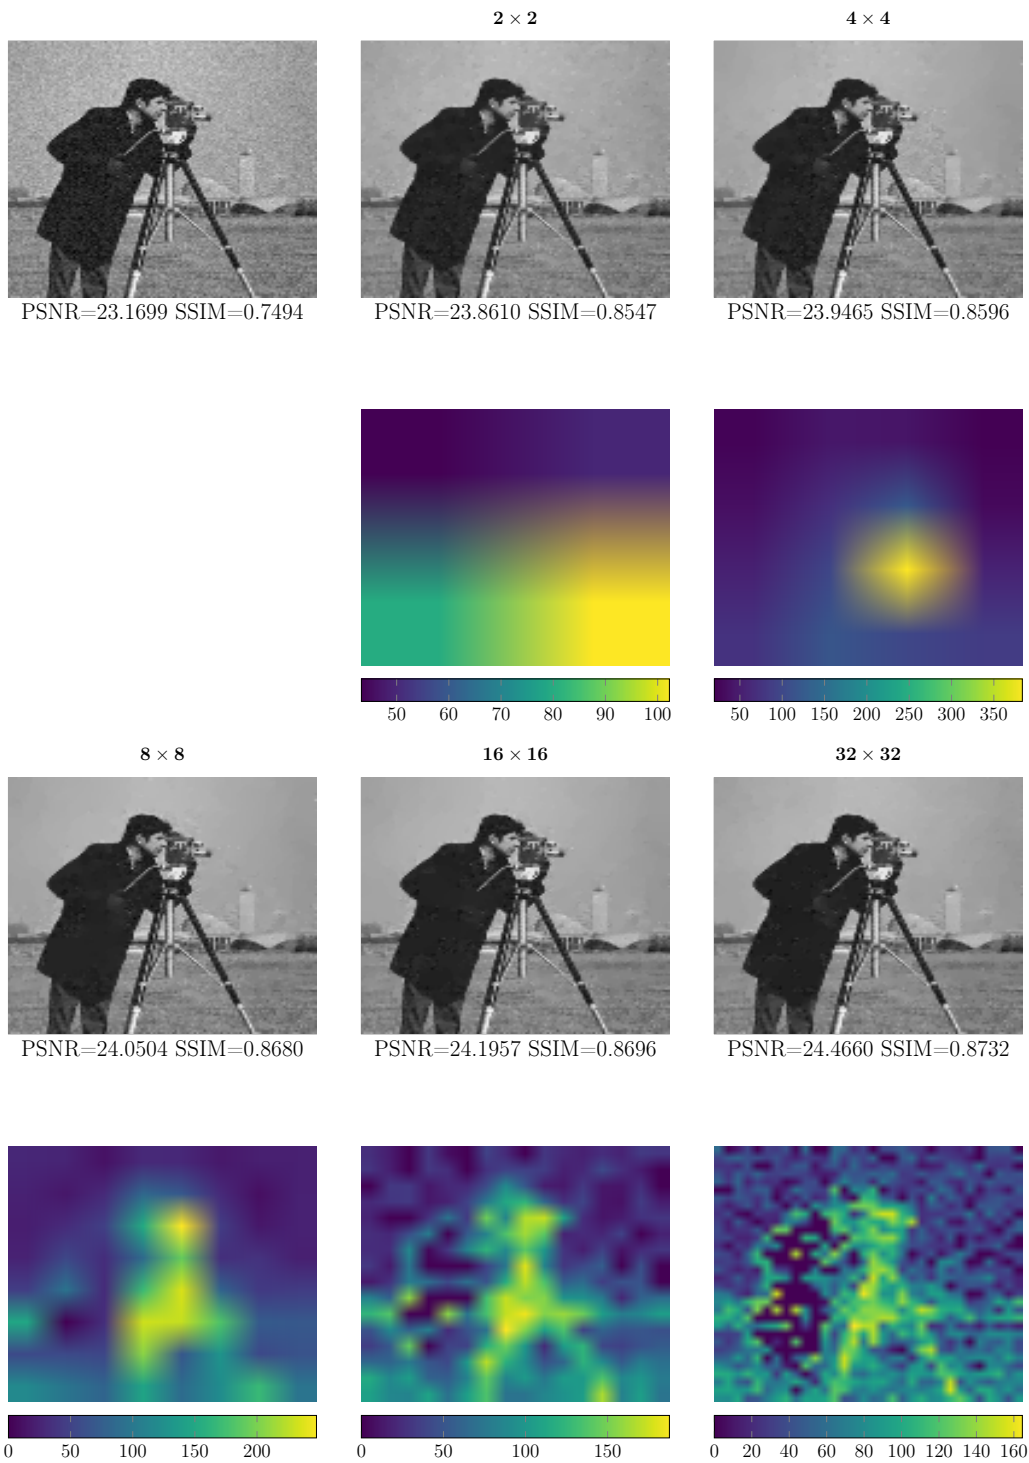 2 × 2
4 × 4
PSNR=23.1699 SSIM=0.7494
PSNR=23.8610 SSIM=0.8547
PSNR=23.9465 SSIM=0.8596
50 60 70 80 90 100
50 100 150 200 250 300 350
8 × 8
16 × 16
32 × 32
PSNR=24.0504 SSIM=0.8680
PSNR=24.1957 SSIM=0.8696
PSNR=24.4660 SSIM=0.8732
0 50 100 150 200
0 50 100 150
0 20 40 60 80 100 120 140 160